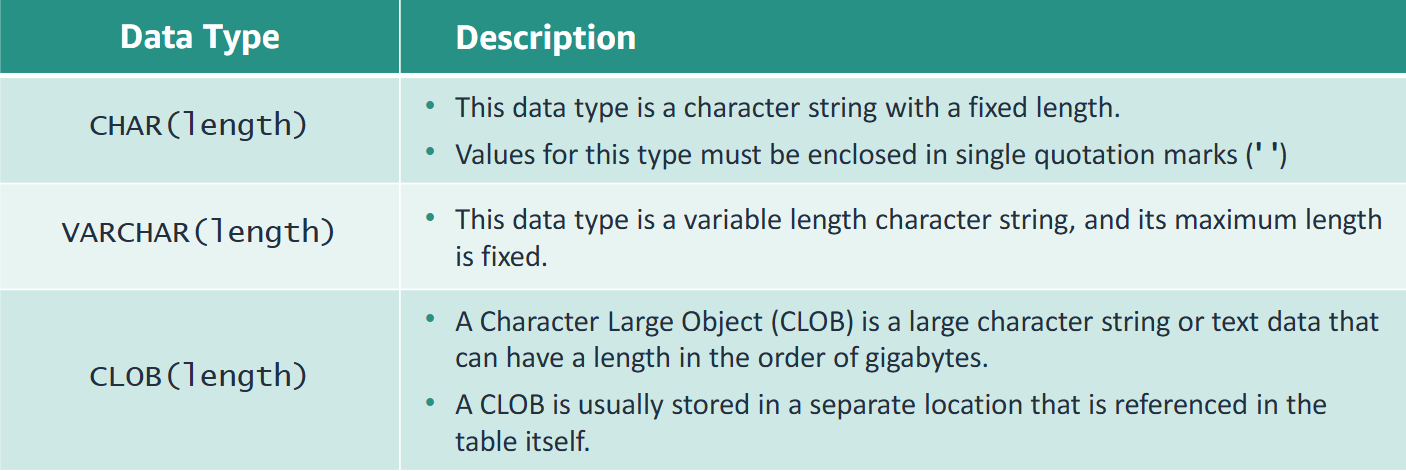 Data Type
Description
CHAR(length)
• This data type is a character string with a fixed length.
• Values for this type must be enclosed in single quotation marks (' ')
VARCHAR(length)
• This data type is a variable length character string, and its maximum length
is fixed.
CLOB(length)
• A Character Large Object (CLOB) is a large character string or text data that
can have a length in the order of gigabytes.
• A CLOB is usually stored in a separate location that is referenced in the
table itself.